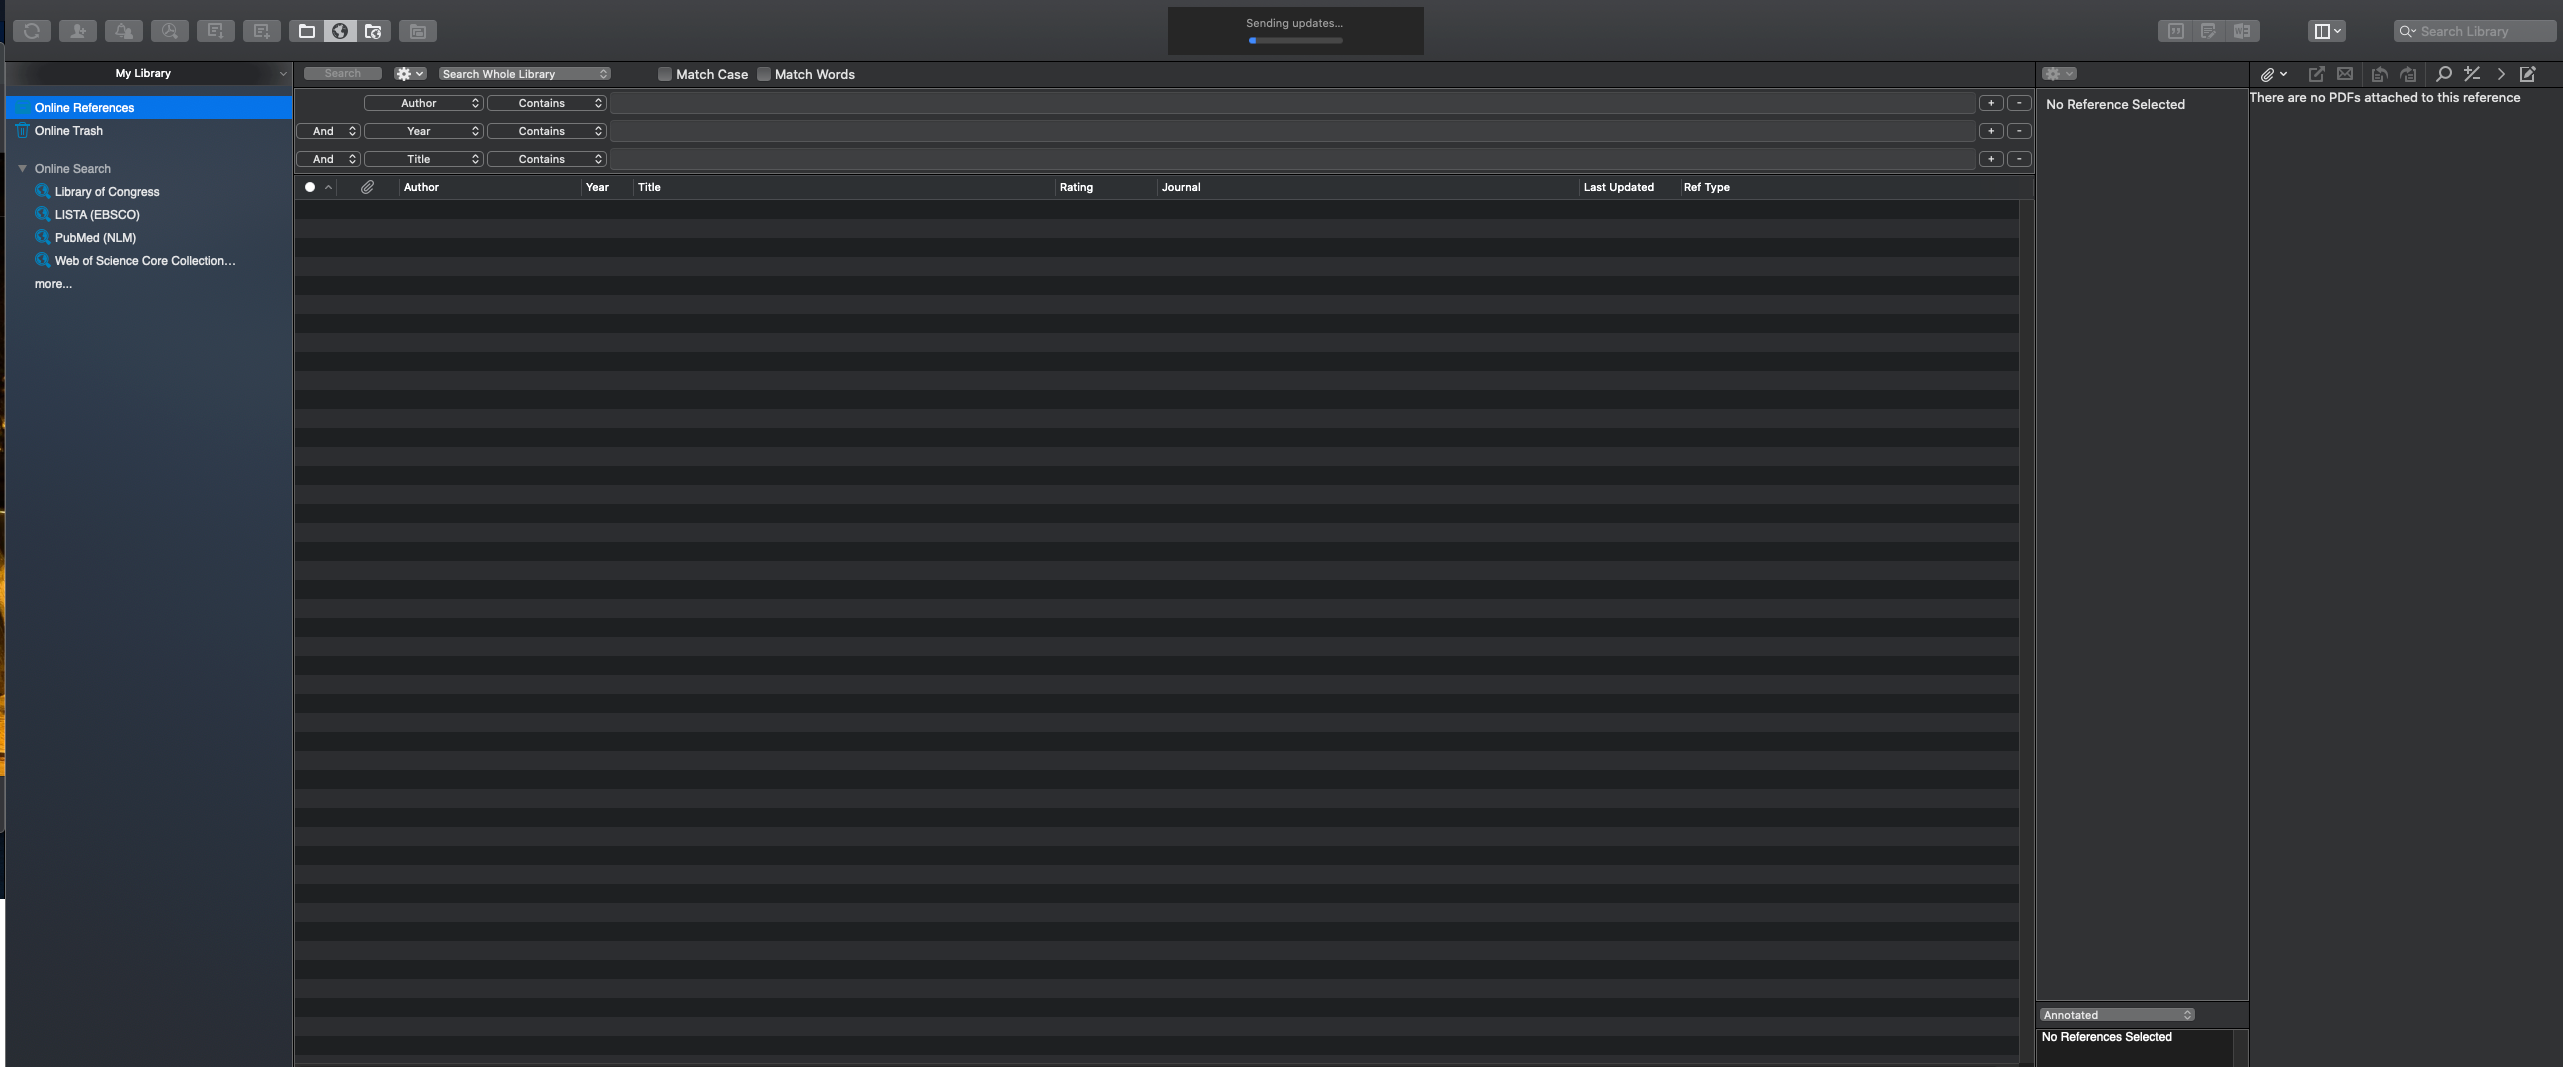 Sending updates...
Search Library
My Library
Search
Search Whole Library
Match Case
Match Words
Online References
Online Trash
Online Search
Library of Congress
LISTA (EBSCO)
PubMed (NLM)
Web of Science Core Collection...
more...
Author Contains + -
And Year Contains + -
And Title Contains + -
Author Year Title Rating Journal Last Updated Ref Type
No Reference Selected
There are no PDFs attached to this reference
Annotated
No References Selected